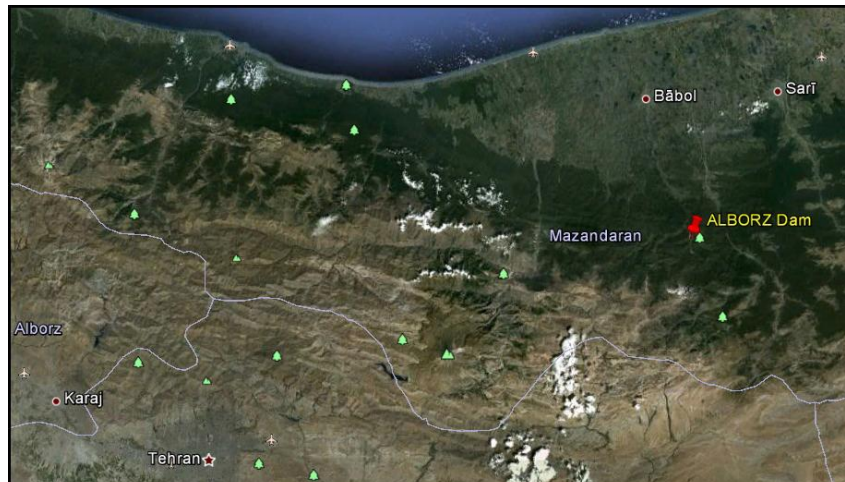 Bābol
Sarī
ALBORZ Dam
Mazandaran
Alborz
Karaj
Tehran